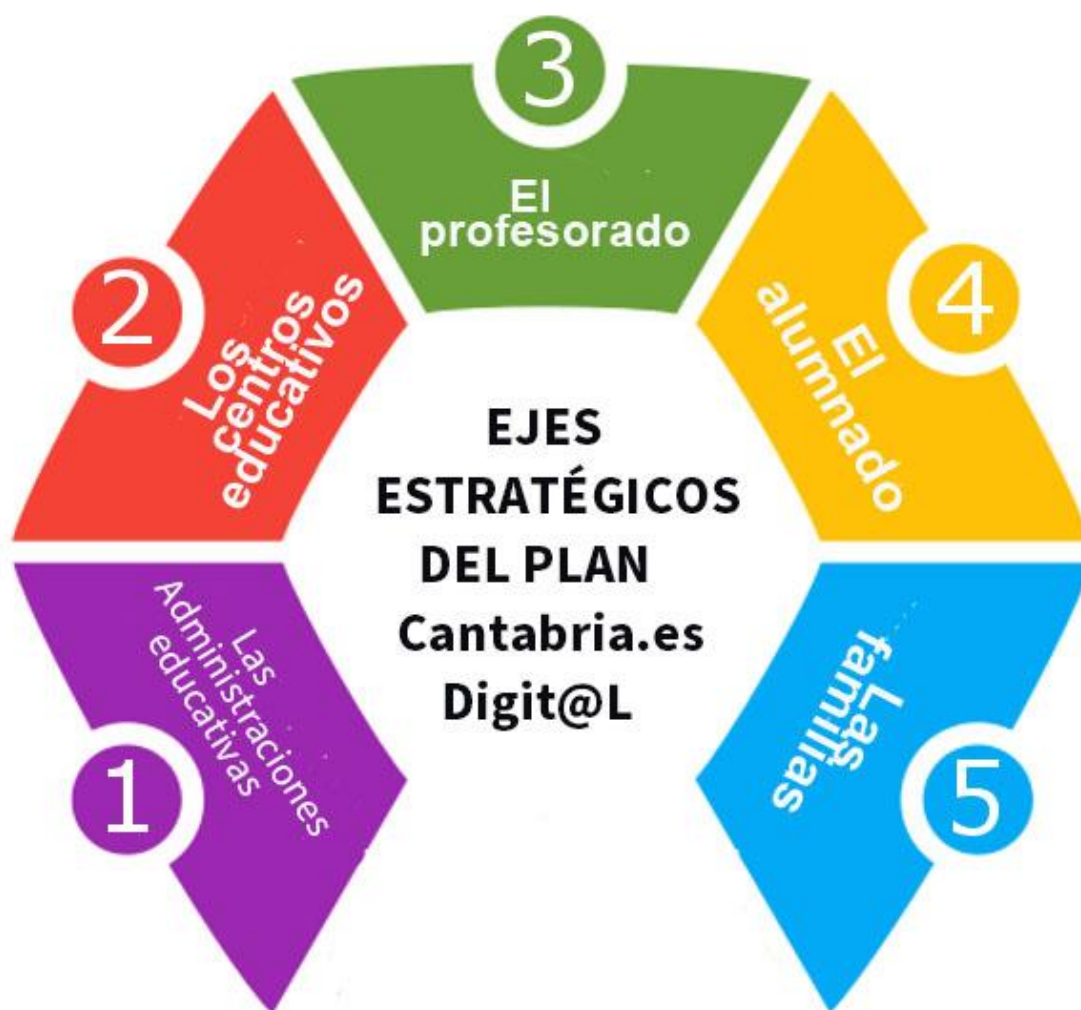 EJES
ESTRATÉGICOS
DEL PLAN
Cantabria.es
Digit@L
1
Las
Administraciones
educativas
2
Los
centros
educativos
3
El
profesorado
4
El
alumnado
5
Las
familias